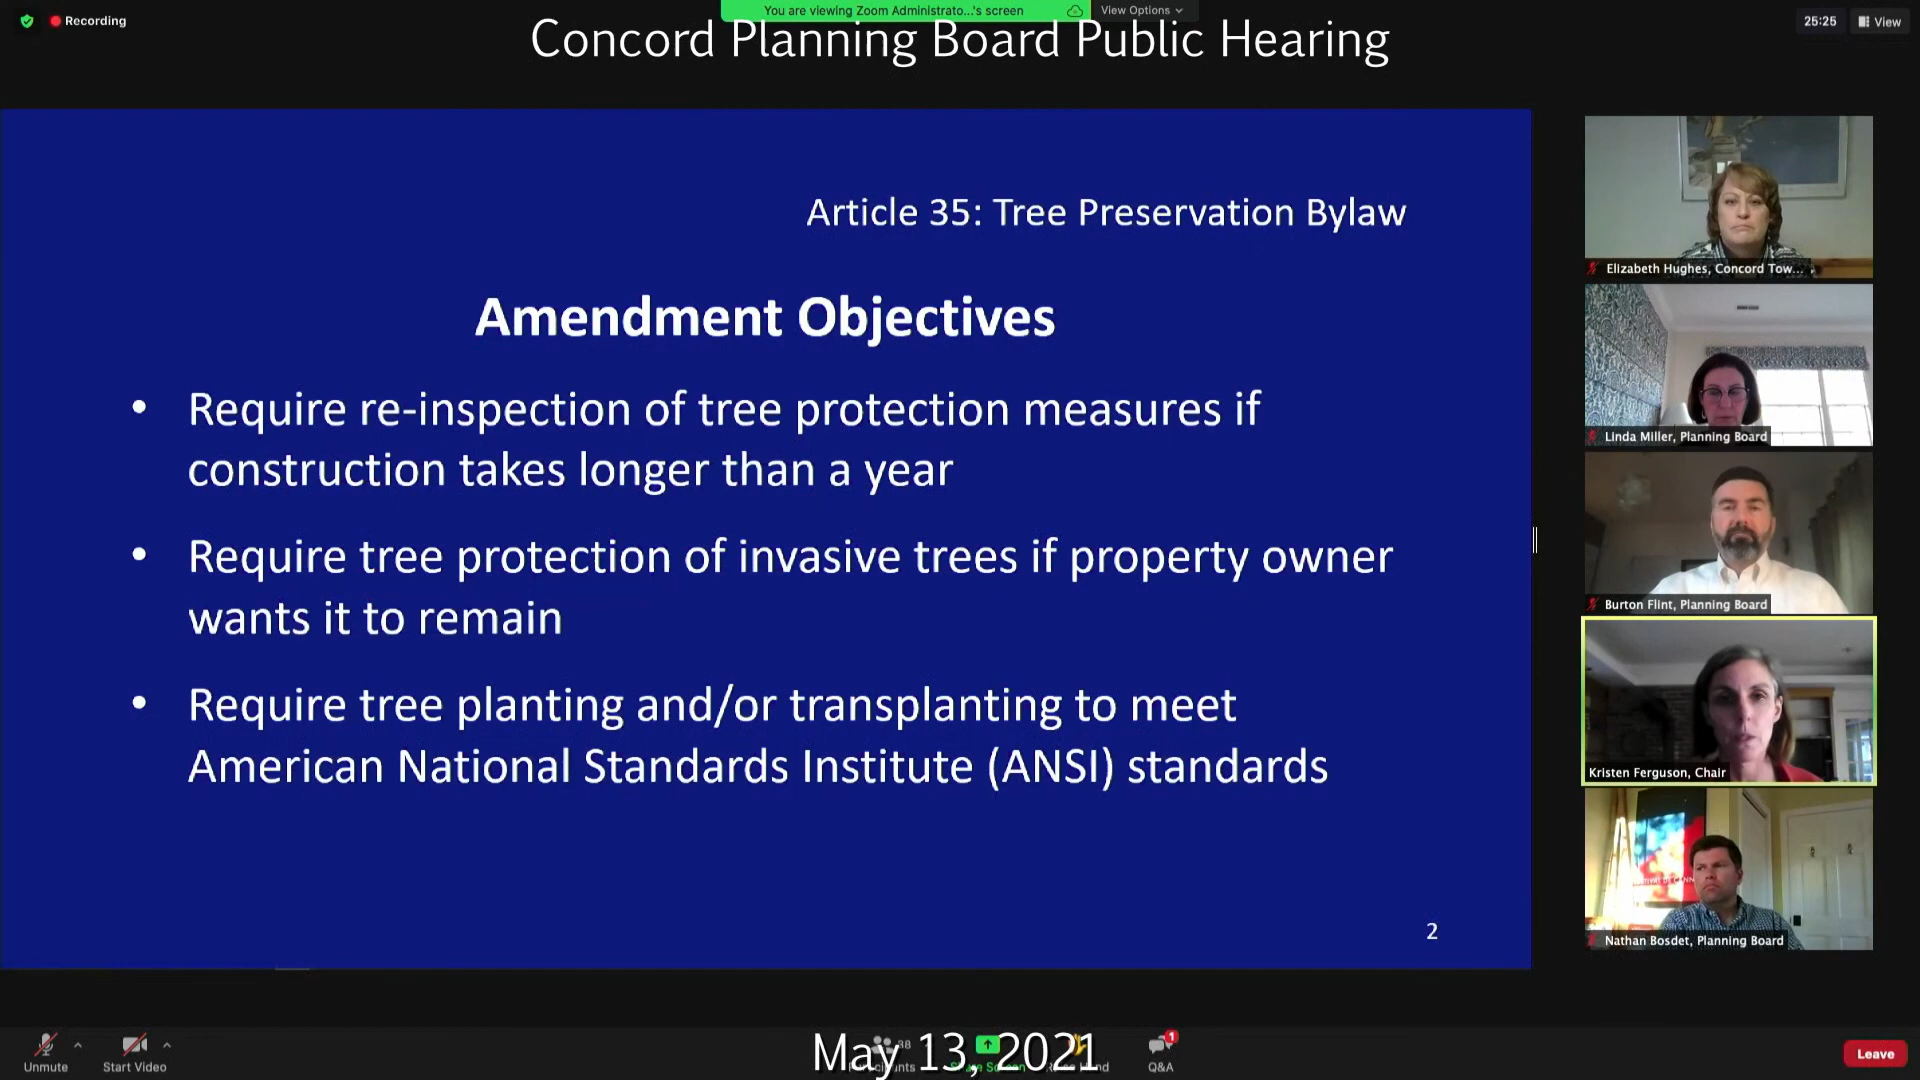 Recording
You are viewing Zoom Administrato...'s screen
View Options
25:25
View
Concord Planning Board Public Hearing
Article 35: Tree Preservation Bylaw
Amendment Objectives
• Require re-inspection of tree protection measures if
construction takes longer than a year
• Require tree protection of invasive trees if property owner
wants it to remain
• Require tree planting and/or transplanting to meet
American National Standards Institute (ANSI) standards
2
Elizabeth Hughes, Concord Tow...
Linda Miller, Planning Board
Burton Flint, Planning Board
Kristen Ferguson, Chair
Nathan Bosdet, Planning Board
Unmute
Start Video
May 13, 2021
1
Q&A
Leave